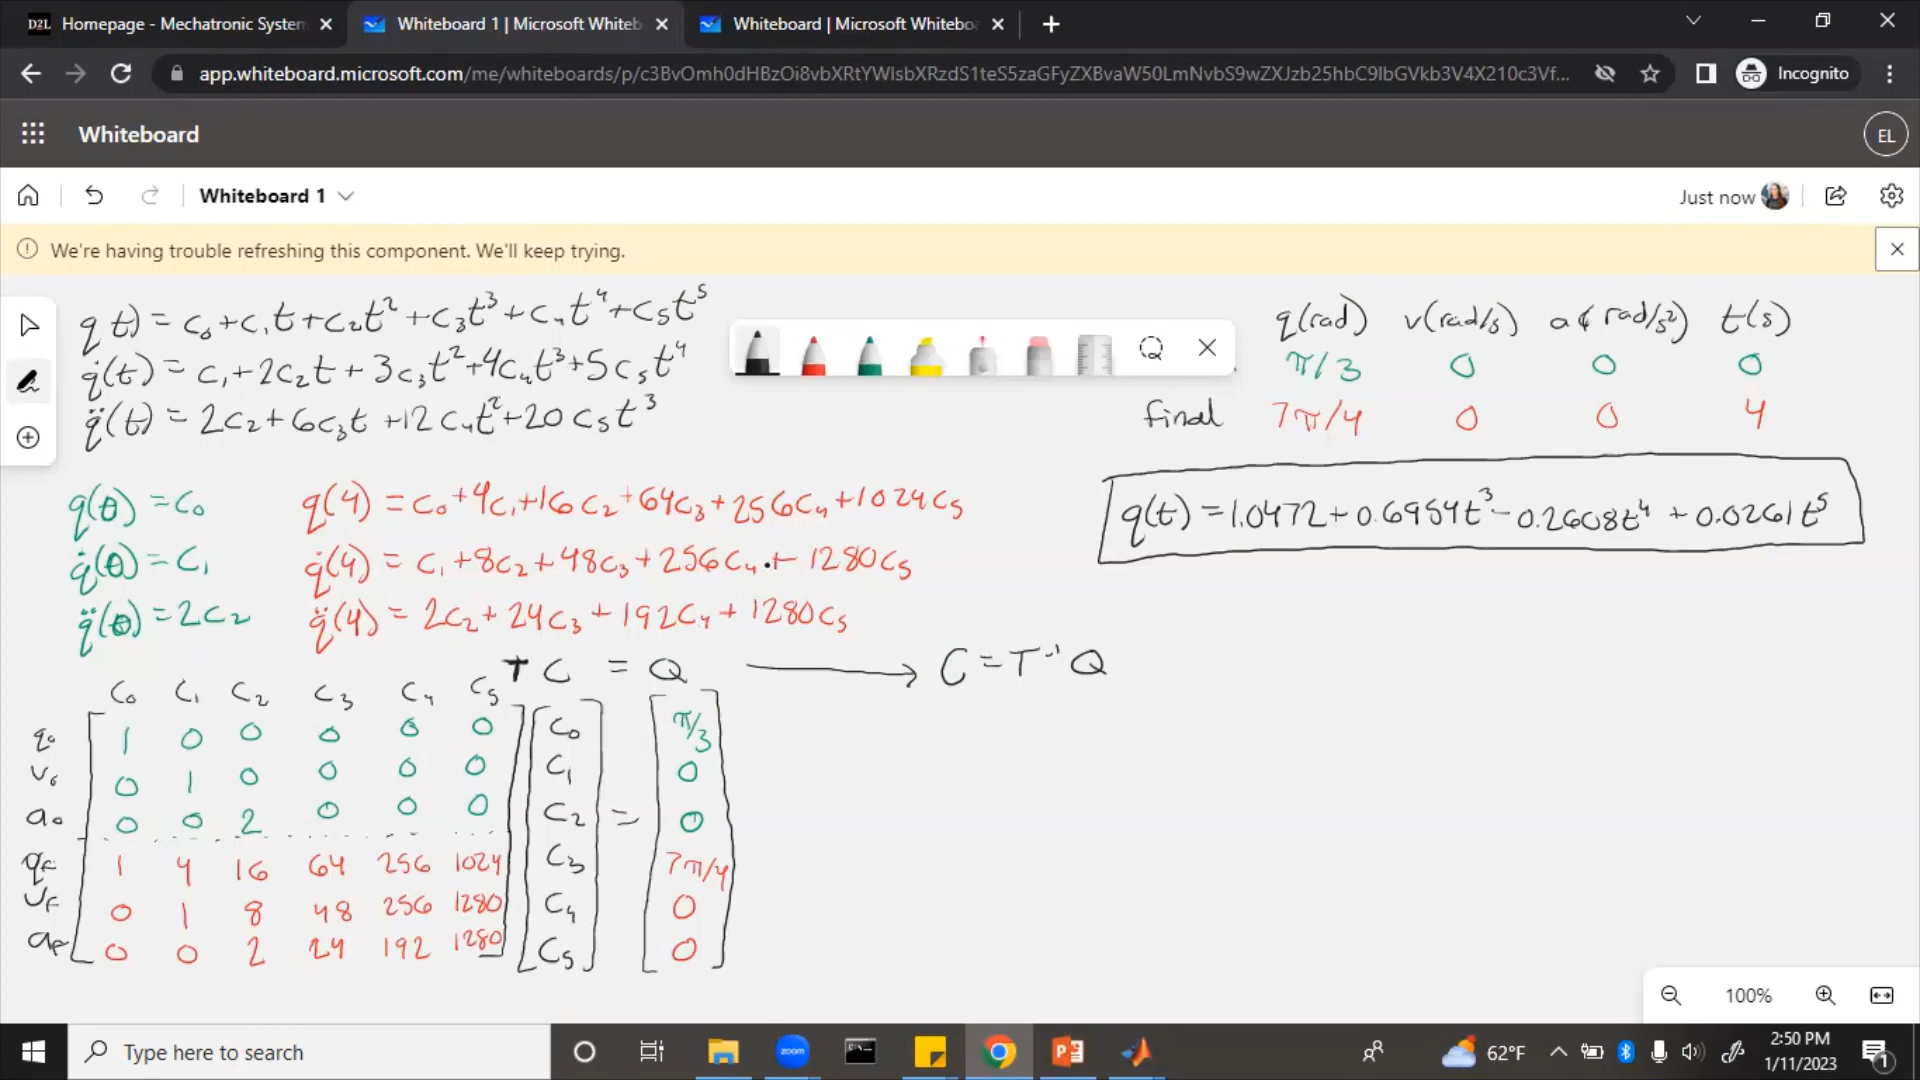 Homepage - Mechatronic System
Whiteboard 1 | Microsoft Whiteb
Whiteboard | Microsoft Whitebo
app.whiteboard.microsoft.com/me/whiteboards/p/c3BvOmh0dHBzOi8vbXRtYWlsbXRzdS1teS5zaGFyZXBvaW50LmNvbS9wZXJzb25hbC9lbGVkb3V4X210c3Vf...
Incognito
Whiteboard
EL
Whiteboard 1
Just now
We're having trouble refreshing this component. We'll keep trying.
q t) = c₀+c₁t+c₂t²+c₃t³+c₄t⁴+c₅t⁵
q̇(t) = c₁+2c₂t+3c₃t²+4c₄t³+5c₅t⁴
q̈(t) = 2c₂+6c₃t+12c₄t²+20c₅t³
q(rad) v(rad/s) a( rad/s²) t(s)
π/3 0 0 0
final 7π/4 0 0 4
q(t) = 1.0472+0.6954t³-0.2608t⁴+0.0261t⁵
q(0) = c₀ q(4) = c₀+4c₁+16c₂+64c₃+256c₄+1024c₅
q̇(0) = c₁ q̇(4) = c₁+8c₂+48c₃+256c₄+1280c₅
q̈(0) = 2c₂ q̈(4) = 2c₂+24c₃+192c₄+1280c₅
T C = Q → C = T⁻¹ Q
c₀ c₁ c₂ c₃ c₄ c₅
q₀ 1 0 0 0 0 0 c₀ π/3
v₀ 0 1 0 0 0 0 c₁ 0
a₀ 0 0 2 0 0 0 c₂ = 0
qF 1 4 16 64 256 1024 c₃ 7π/4
vF 0 1 8 48 256 1280 c₄ 0
aF 0 0 2 24 192 1280 c₅ 0
100%
Type here to search
zoom
62°F
2:50 PM
1/11/2023
1